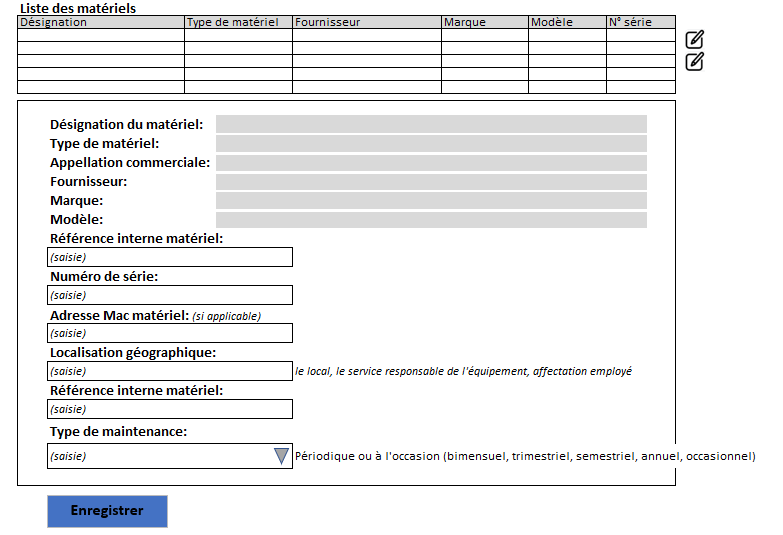 Liste des matériels
Désignation Type de matériel Fournisseur Marque Modèle N° série
Désignation du matériel:
Type de matériel:
Appellation commerciale:
Fournisseur:
Marque:
Modèle:
Référence interne matériel:
(saisie)
Numéro de série:
(saisie)
Adresse Mac matériel: (si applicable)
(saisie)
Localisation géographique:
(saisie) le local, le service responsable de l'équipement, affectation employé
Référence interne matériel:
(saisie)
Type de maintenance:
(saisie) Périodique ou à l'occasion (bimensuel, trimestriel, semestriel, annuel, occasionnel)
Enregistrer